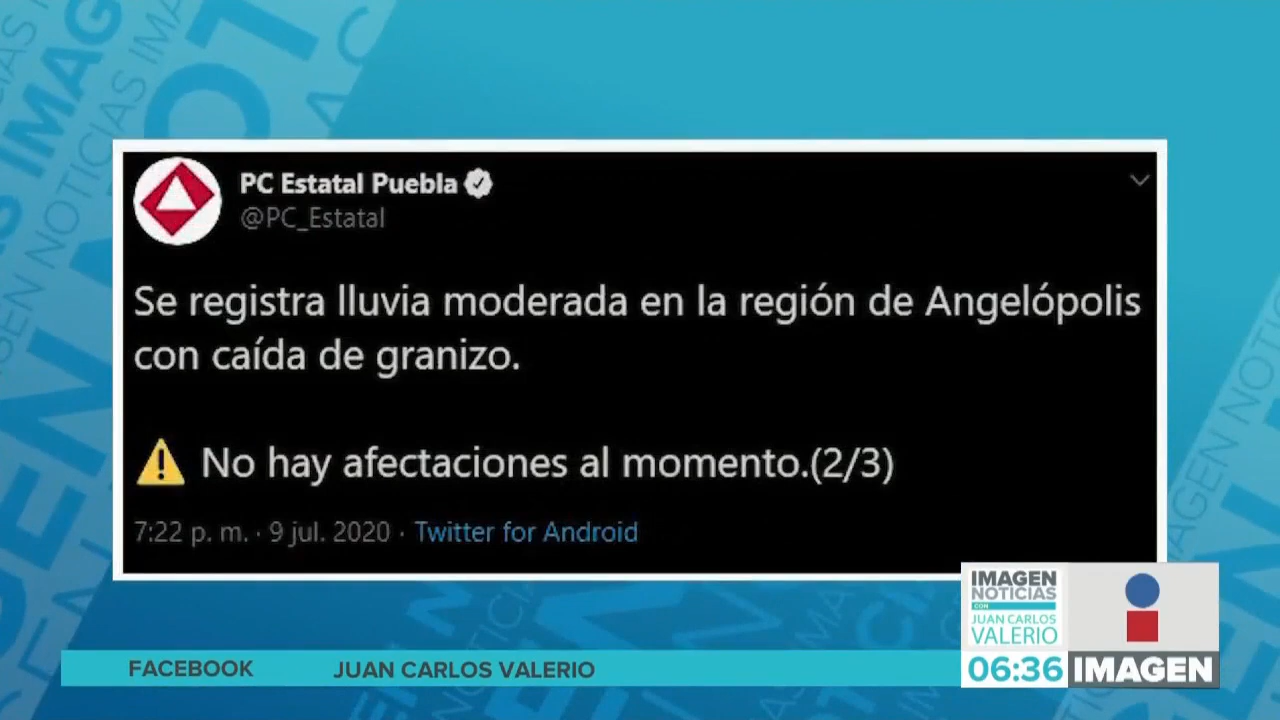 PC Estatal Puebla
@PC_Estatal
Se registra lluvia moderada en la región de Angelópolis
con caída de granizo.
⚠ No hay afectaciones al momento.(2/3)
7:22 p. m. · 9 jul. 2020 · Twitter for Android
IMAGEN
NOTICIAS
CON
JUAN CARLOS
VALERIO
06:36 IMAGEN
FACEBOOK JUAN CARLOS VALERIO